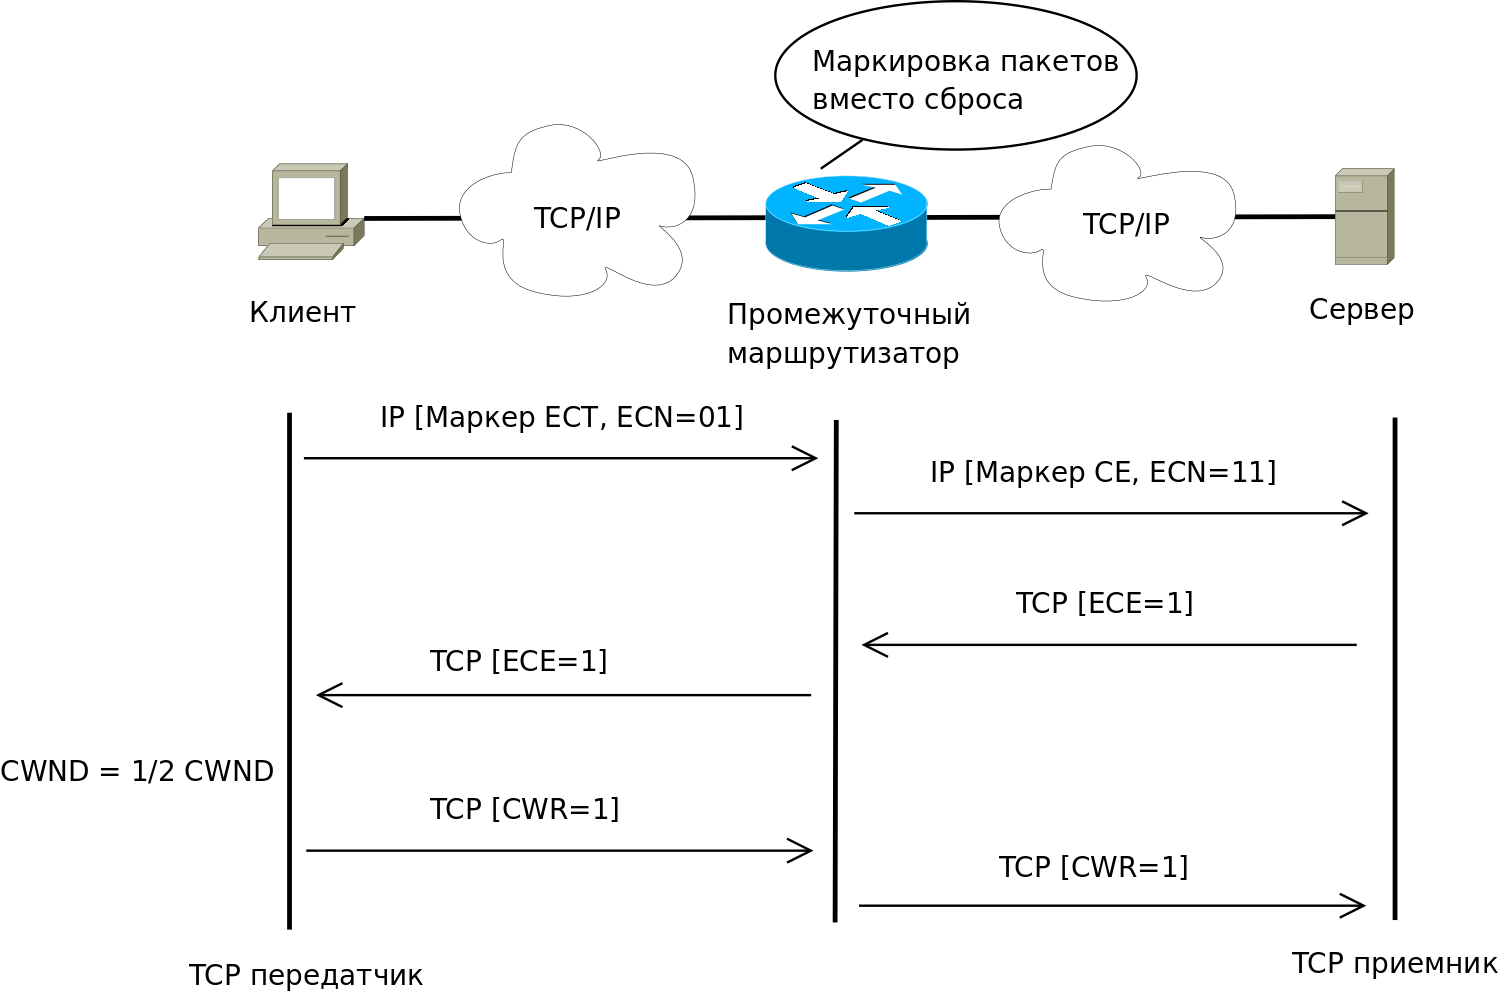 Маркировка пакетов
вместо сброса
TCP/IP
TCP/IP
Клиент
Промежуточный
маршрутизатор
Сервер
IP [Маркер ECT, ECN=01]
IP [Маркер CE, ECN=11]
TCP [ECE=1]
TCP [ECE=1]
CWND = 1/2 CWND
TCP [CWR=1]
TCP [CWR=1]
TCP передатчик
TCP приемник